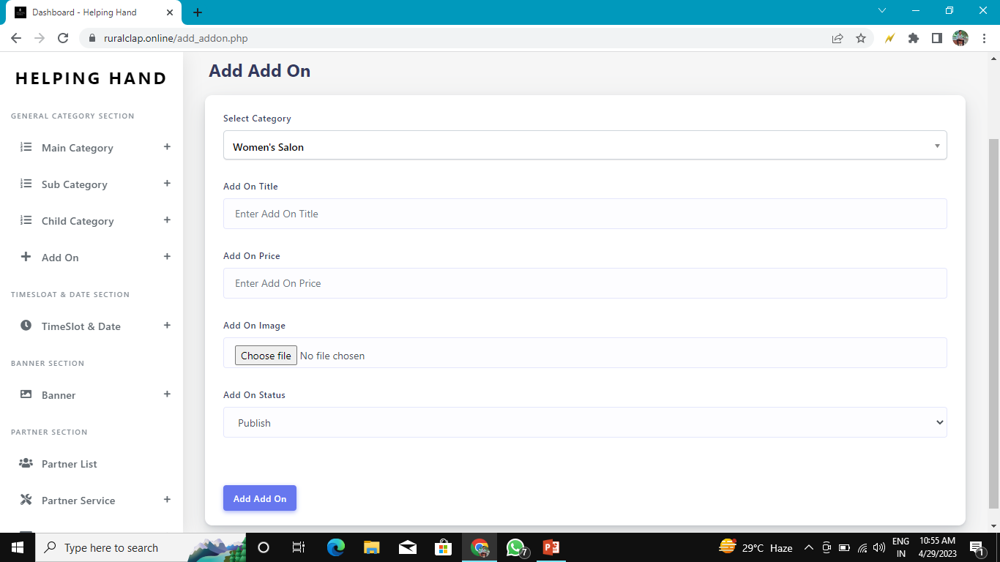 Dashboard - Helping Hand
ruralclap.online/add_addon.php
HELPING HAND
GENERAL CATEGORY SECTION
Main Category +
Sub Category +
Child Category +
Add On +
TIMESLOAT & DATE SECTION
TimeSlot & Date +
BANNER SECTION
Banner +
PARTNER SECTION
Partner List
Partner Service +
Add Add On
Select Category
Women's Salon
Add On Title
Enter Add On Title
Add On Price
Enter Add On Price
Add On Image
Choose file No file chosen
Add On Status
Publish
Add Add On
Type here to search
7
29°C Haze
ENG
IN
10:55 AM
4/29/2023
1